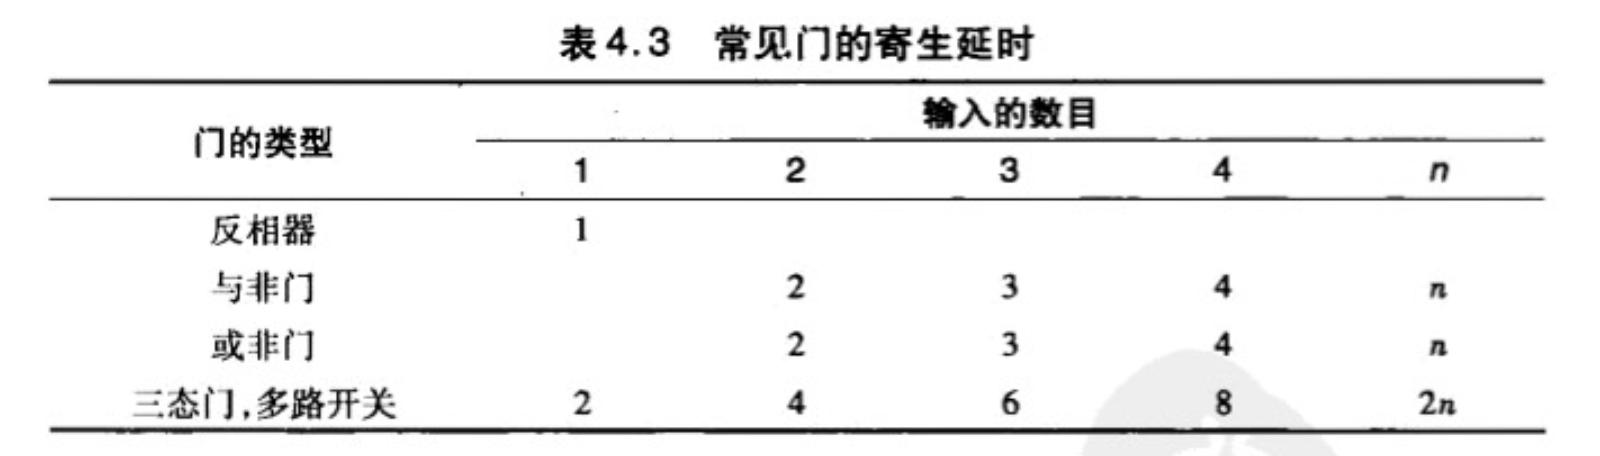 表4.3 常见门的寄生延时
门的类型 输入的数目
1 2 3 4 n
反相器 1
与非门 2 3 4 n
或非门 2 3 4 n
三态门,多路开关 2 4 6 8 2n